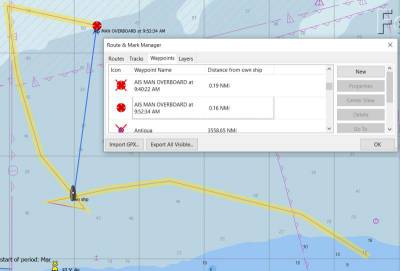 AIS MAN OVERBOARD at 9:52:34 AM
Route & Mark Manager
Routes Tracks Waypoints Layers
Icon Waypoint Name Distance from own ship
AIS MAN OVERBOARD at
9:40:22 AM
0.19 NMi
AIS MAN OVERBOARD at
9:52:34 AM
0.16 NMi
Antigua 3558.65 NMi
New
Properties
Center View
Delete
Go To
Import GPX... Export All Visible... OK
ship
start of period: Mar